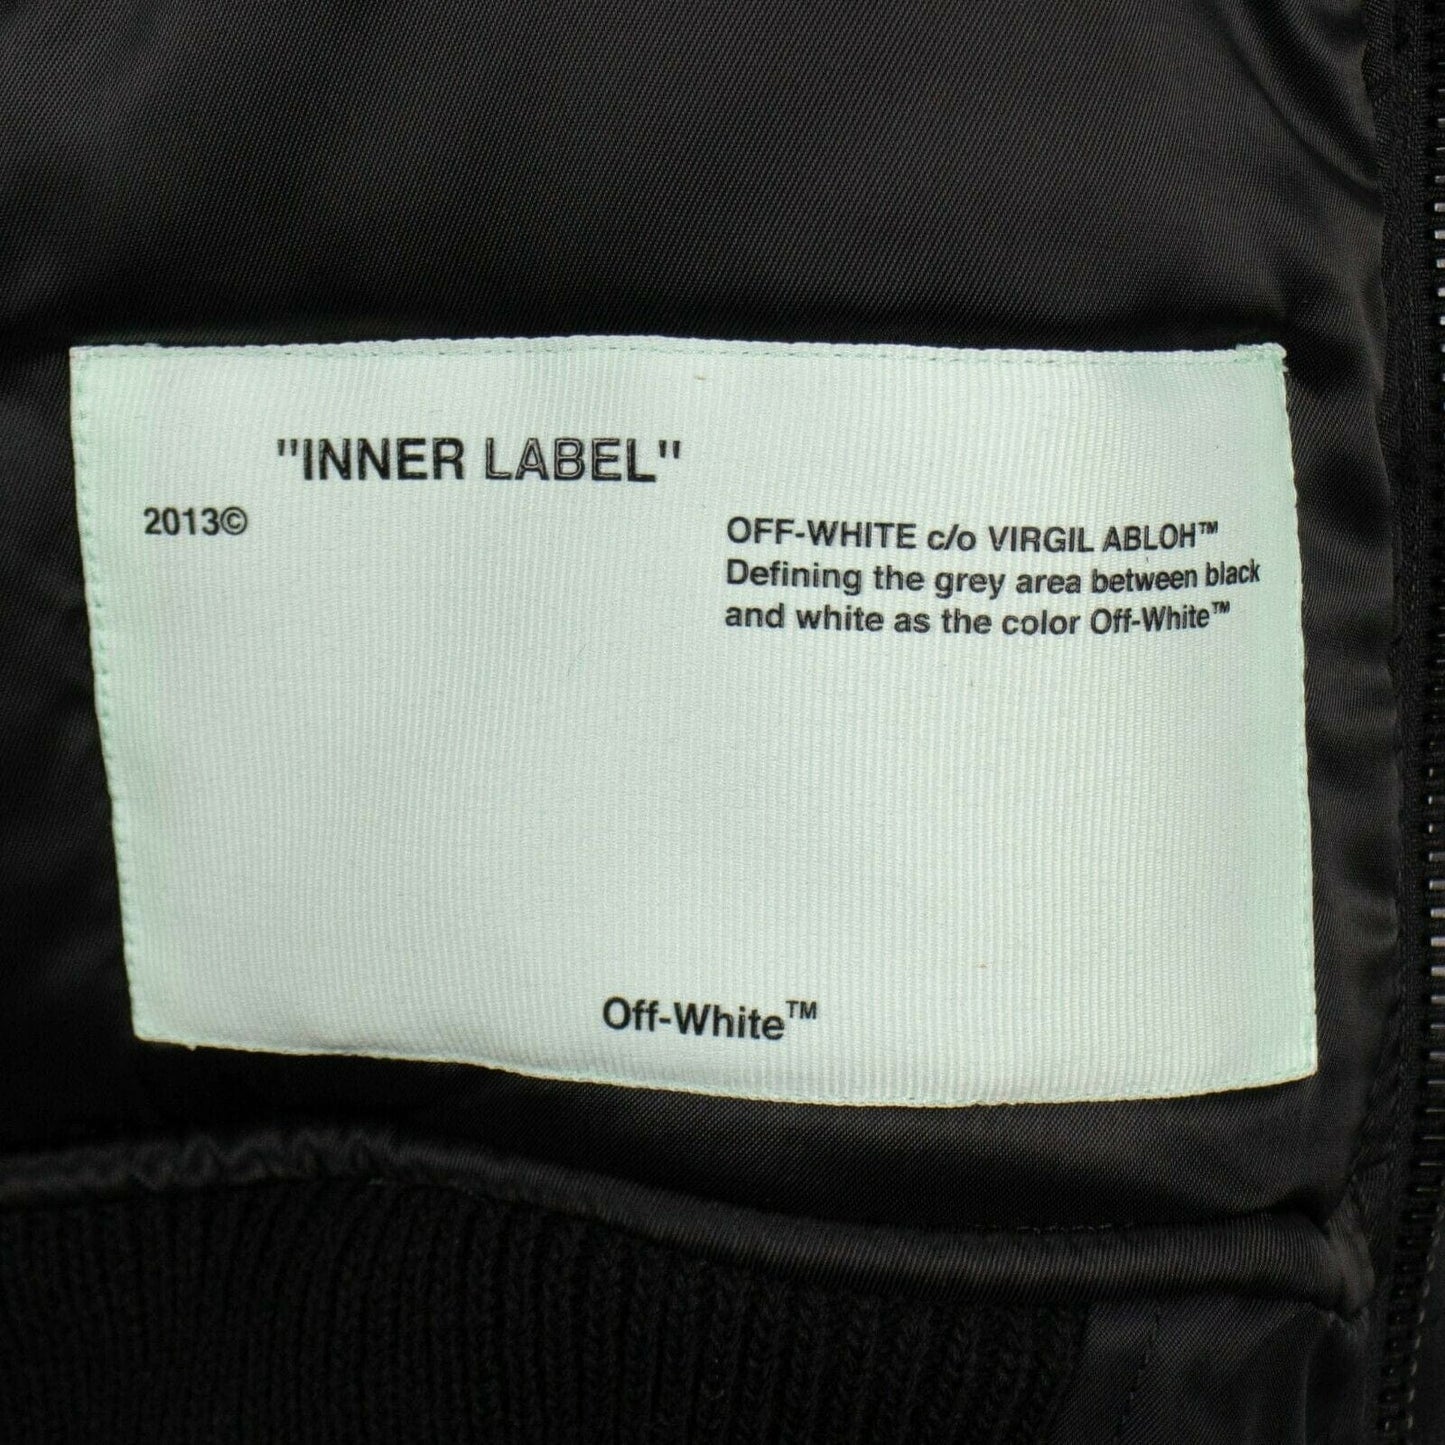 "INNER LABEL"
2013©
OFF-WHITE c/o VIRGIL ABLOH™
Defining the grey area between black
and white as the color Off-White™
Off-White™